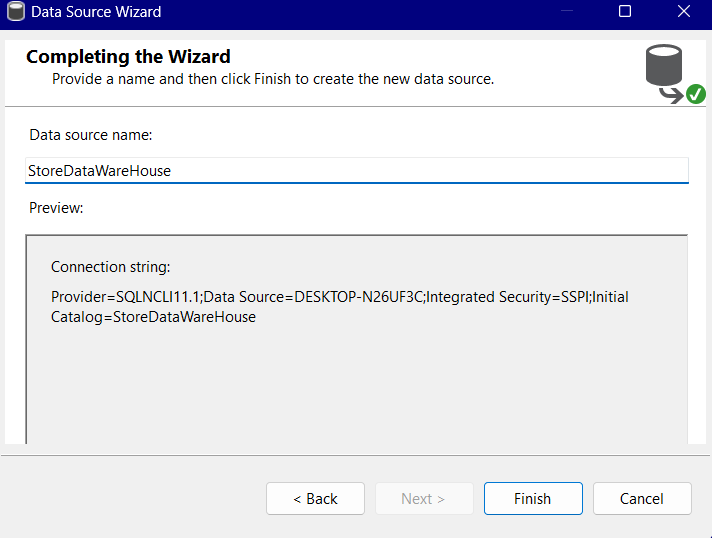 Data Source Wizard
Completing the Wizard
Provide a name and then click Finish to create the new data source.
Data source name:
StoreDataWareHouse
Preview:
Connection string:
Provider=SQLNCLI11.1;Data Source=DESKTOP-N26UF3C;Integrated Security=SSPI;Initial
Catalog=StoreDataWareHouse
< Back
Next >
Finish
Cancel